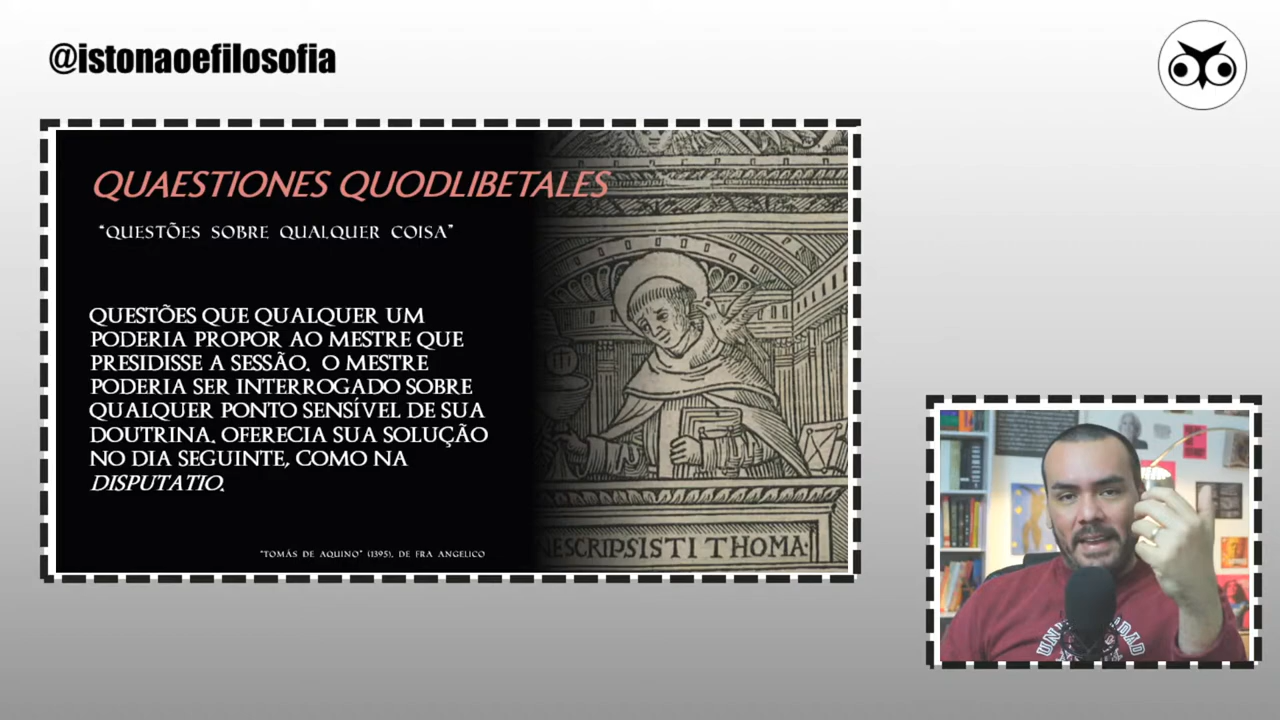 @istonaoefilosofia
QUAESTIONES QUODLIBETALES
"QUESTÕES SOBRE QUALQUER COISA"
QUESTÕES QUE QUALQUER UM
PODERIA PROPOR AO MESTRE QUE
PRESIDISSE A SESSÃO. O MESTRE
PODERIA SER INTERROGADO SOBRE
QUALQUER PONTO SENSÍVEL DE SUA
DOUTRINA. OFERECIA SUA SOLUÇÃO
NO DIA SEGUINTE, COMO NA
DISPUTATIO.
"TOMÁS DE AQUINO" (1395), DE FRA ANGELICO
NESCRIPSISTI THOMA·